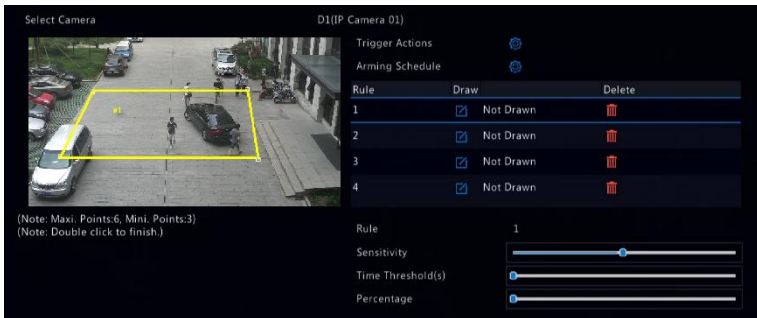 Select Camera D1(IP Camera 01)
Trigger Actions
Arming Schedule
Rule Draw Delete
1 Not Drawn
2 Not Drawn
3 Not Drawn
4 Not Drawn
#1
(Note: Maxi. Points:6, Mini. Points:3)
(Note: Double click to finish.)
Rule 1
Sensitivity
Time Threshold(s)
Percentage